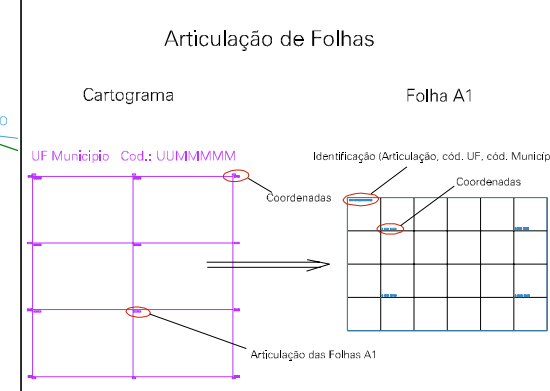 Articulação de Folhas
Cartograma
Folha A1
UF Municipio Cod.: UUMMMMM
Identificação (Articulação, cód. UF, cód. Municíp
Coordenadas
Coordenadas
Articulação das Folhas A1